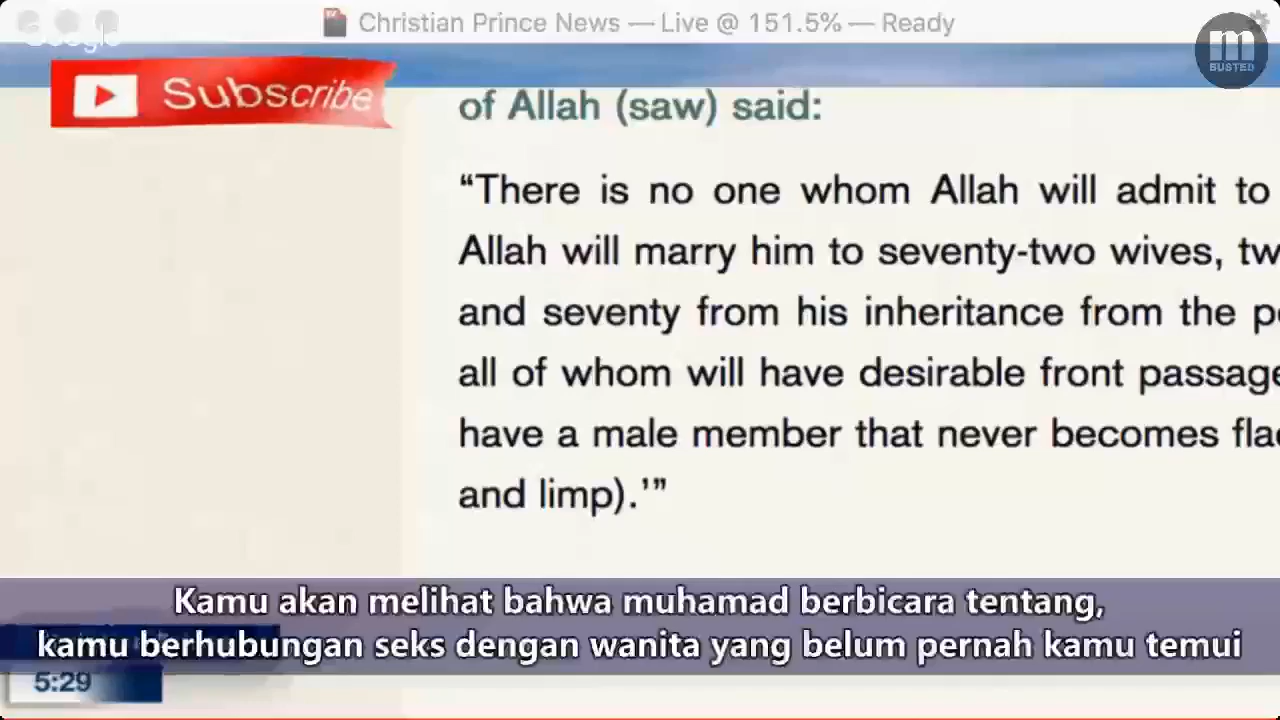 Christian Prince News — Live @ 151.5% — Ready
Google
m
BUSTED
Subscribe
of Allah (saw) said:
“There is no one whom Allah will admit to
Allah will marry him to seventy-two wives, tw
and seventy from his inheritance from the p
all of whom will have desirable front passage
have a male member that never becomes fla
and limp).’”
Kamu akan melihat bahwa muhamad berbicara tentang,
kamu berhubungan seks dengan wanita yang belum pernah kamu temui
5:29